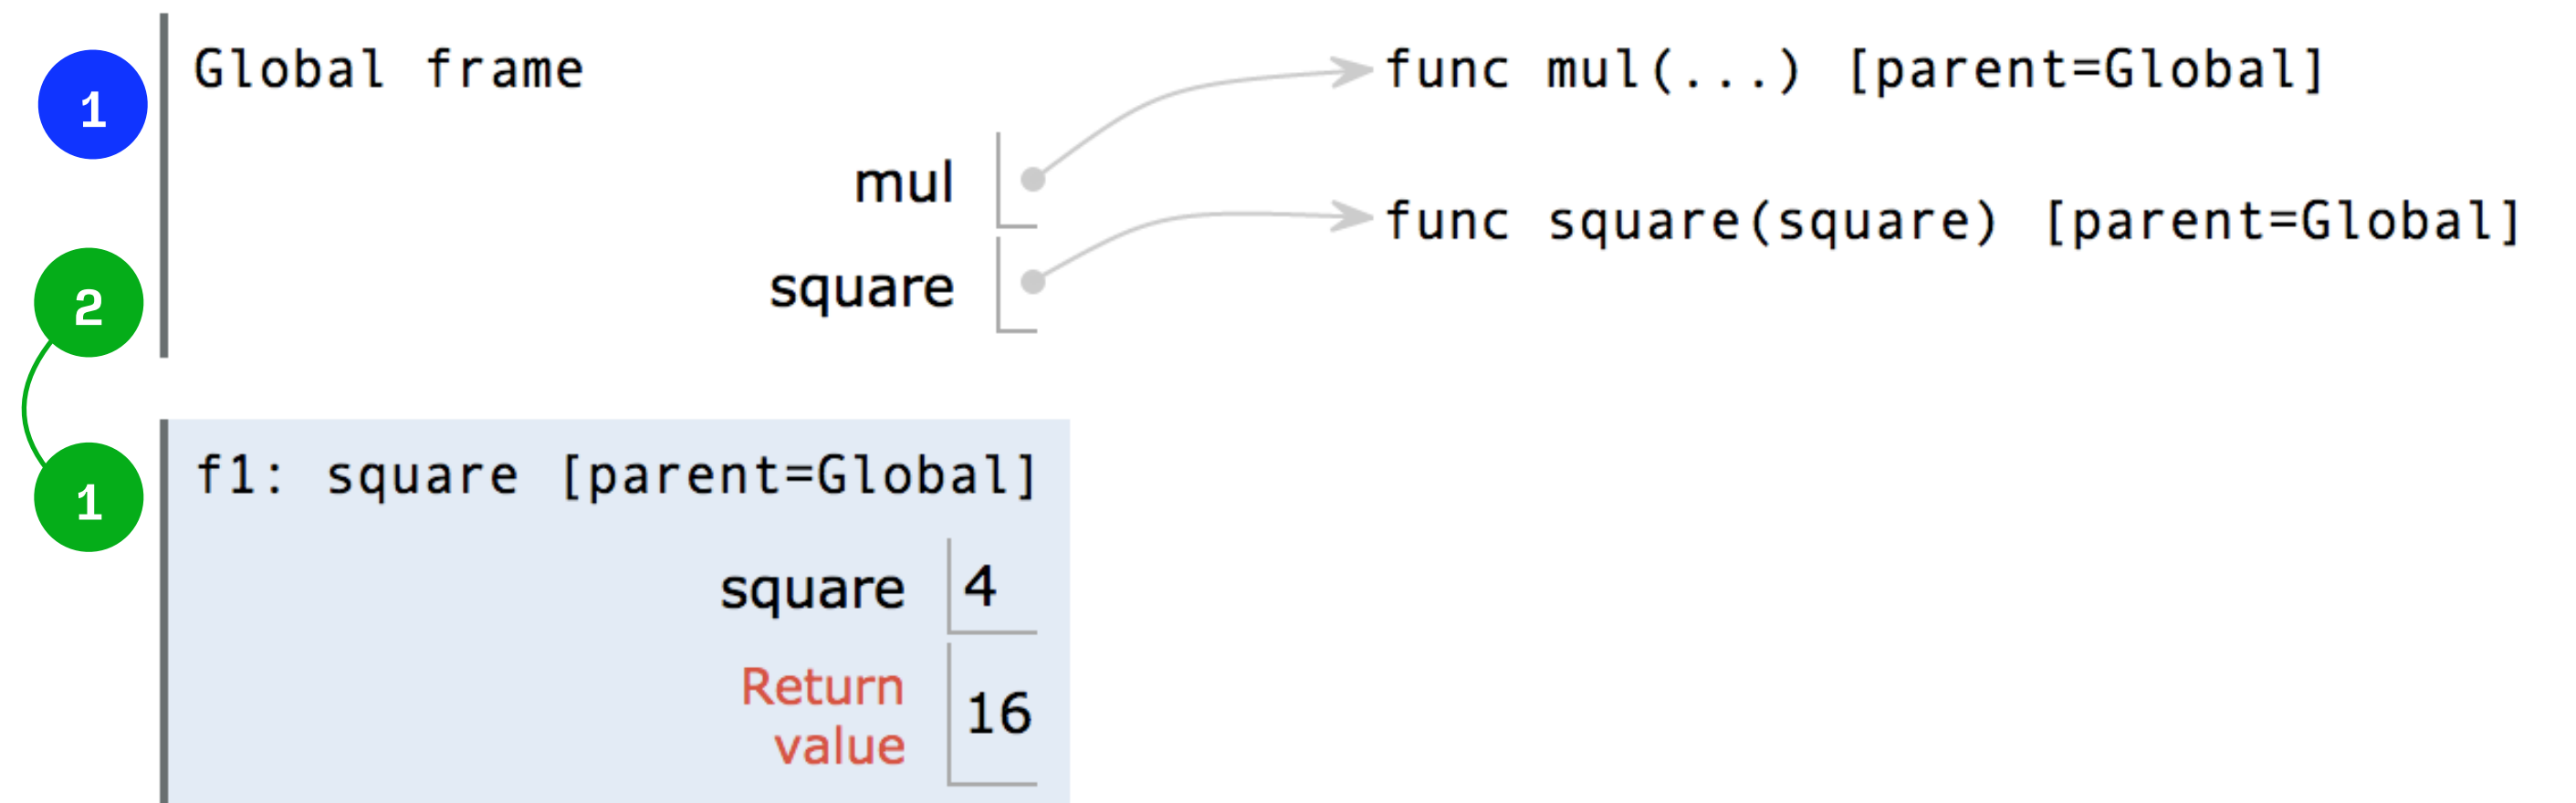 1
Global frame
func mul(...) [parent=Global]
mul
func square(square) [parent=Global]
square
2
1
f1: square [parent=Global]
square 4
Return
value 16